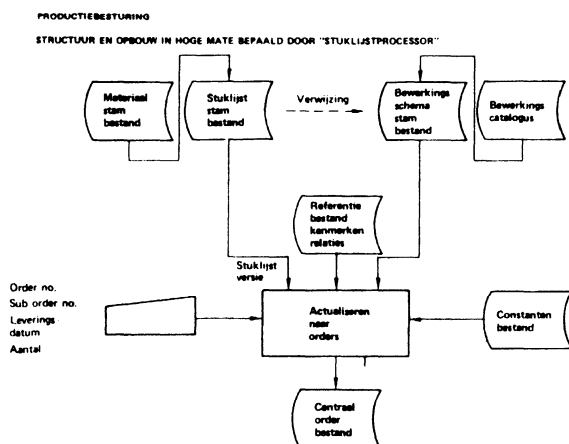 PRODUCTIEBESTURING
STRUCTUUR EN OPBOUW IN HOGE MATE BEPAALD DOOR "STUKLIJSTPROCESSOR"
Materiaal
stam
bestand
Stuklijst
stam
bestand
Verwijzing
Bewerkings
schema
stam
bestand
Bewerkings
catalogus
Referentie
bestand
kenmerken
relaties
Stuklijst
versie
Order no.
Sub order no.
Leverings
datum
Aantal
Actualiseren
naar
orders
Constanten
bestand
Centraal
order
bestand